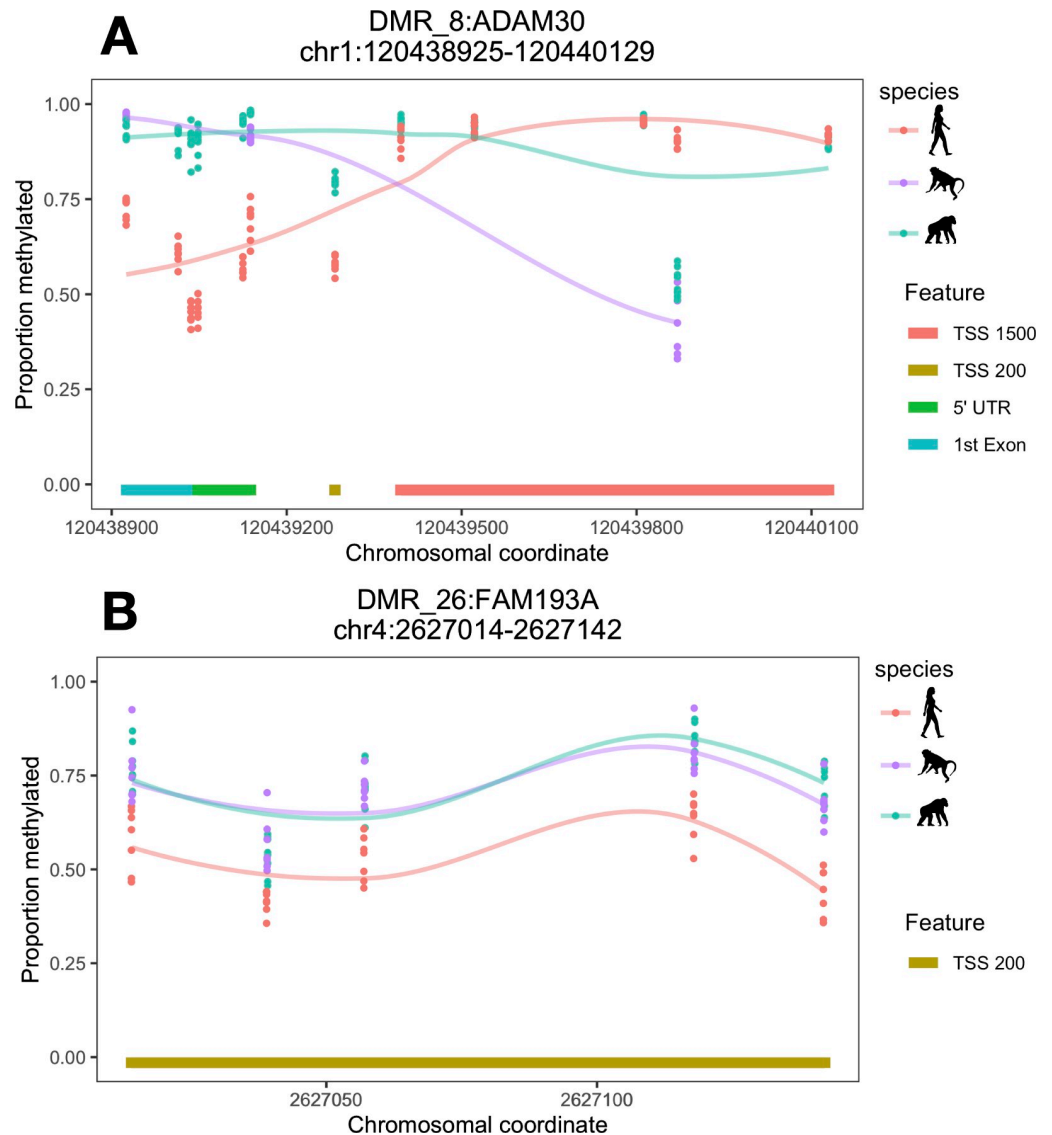 A
DMR_8:ADAM30
chr1:120438925-120440129
Proportion methylated
1.00
0.75
0.50
0.25
0.00
120438900
120439200
120439500
120439800
120440100
Chromosomal coordinate
species
Feature
TSS 1500
TSS 200
5' UTR
1st Exon
B
DMR_26:FAM193A
chr4:2627014-2627142
Proportion methylated
1.00
0.75
0.50
0.25
0.00
2627050
2627100
Chromosomal coordinate
species
Feature
TSS 200